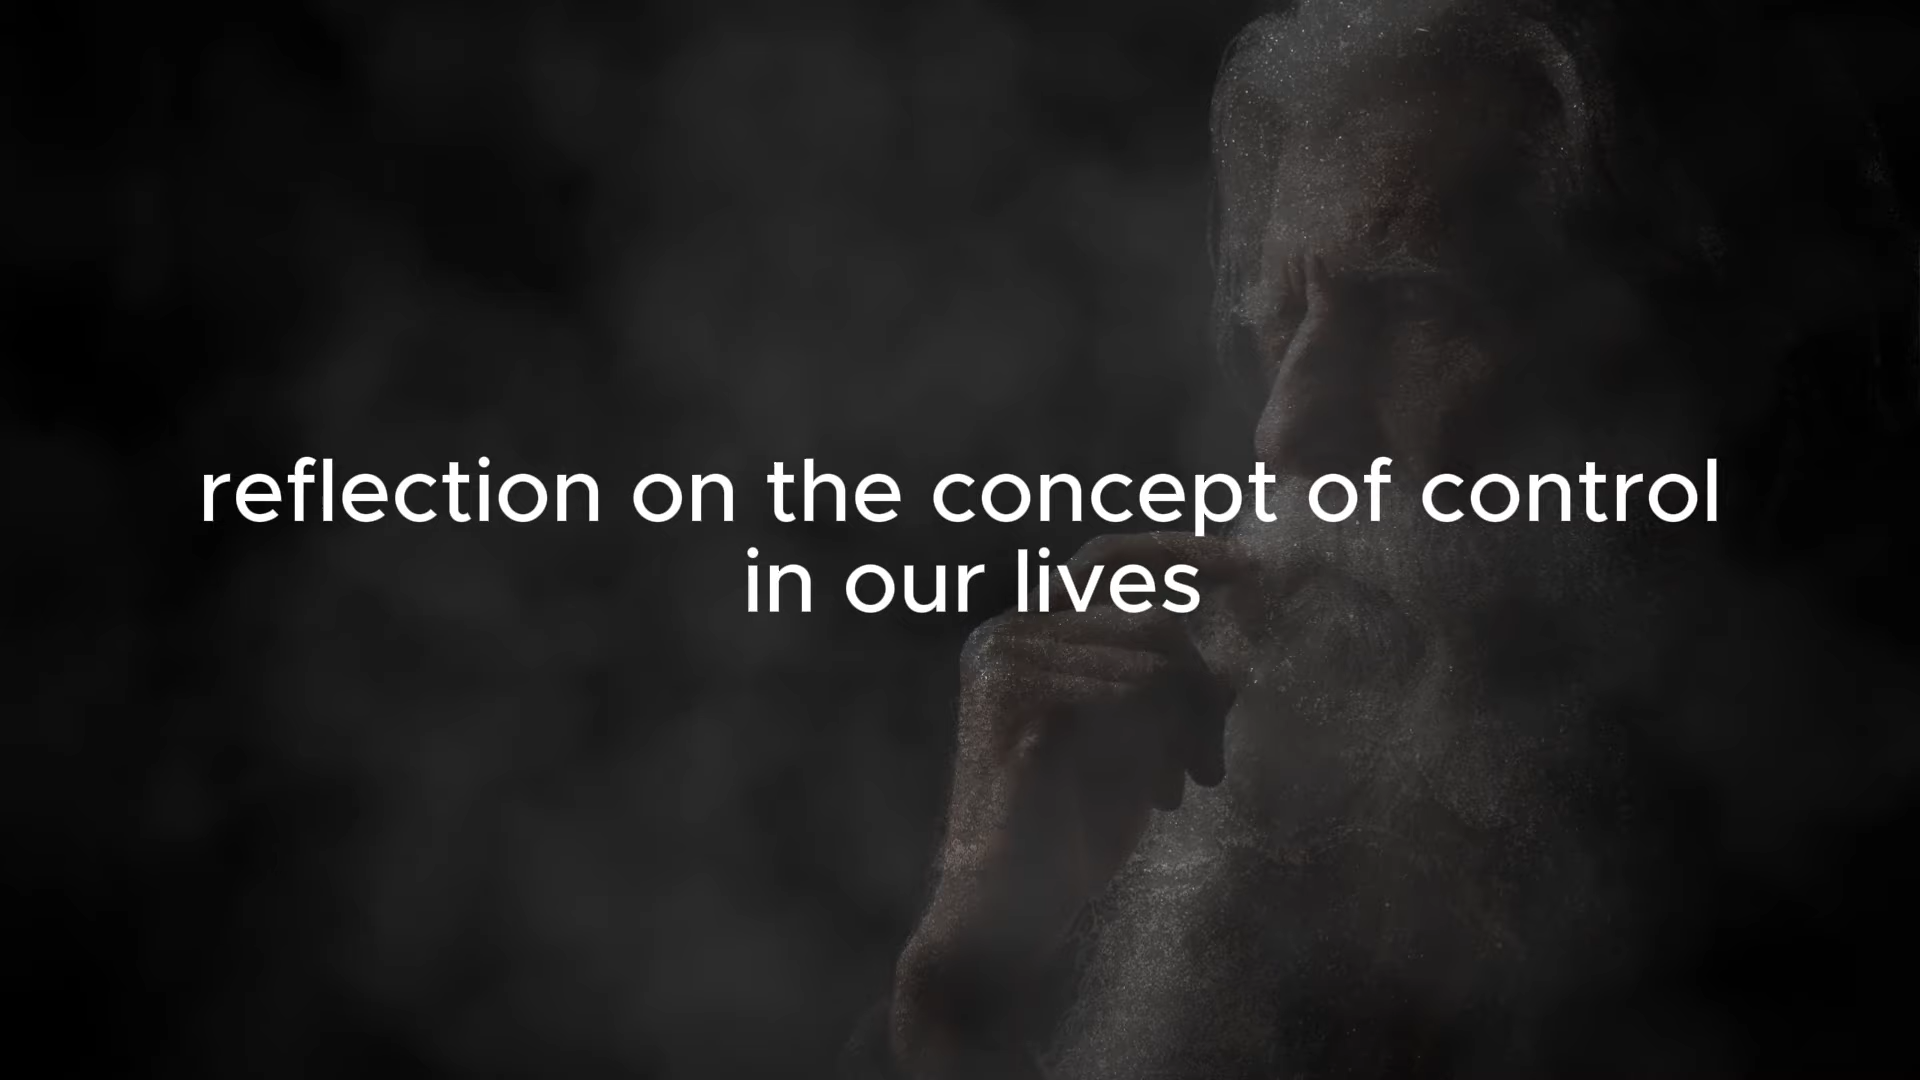 reflection on the concept of control
in our lives